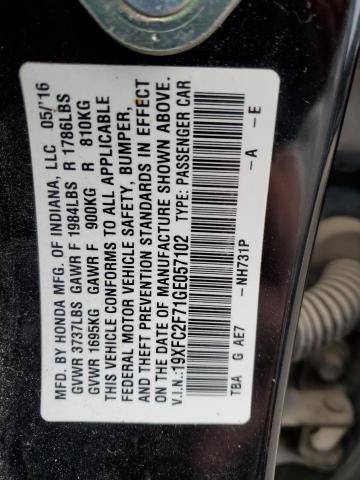 MFD. BY HONDA MFG. OF INDIANA, LLC 05/'16
GVWR 3737LBS GAWR F 1984LBS R 1786LBS
GVWR 1695KG GAWR F 900KG R 810KG
THIS VEHICLE CONFORMS TO ALL APPLICABLE
FEDERAL MOTOR VEHICLE SAFETY, BUMPER,
AND THEFT PREVENTION STANDARDS IN EFFECT
ON THE DATE OF MANUFACTURE SHOWN ABOVE.
V.I.N.:19XFC2F71GE057102 TYPE: PASSENGER CAR
-NH731P -A -E
TBA G AE7